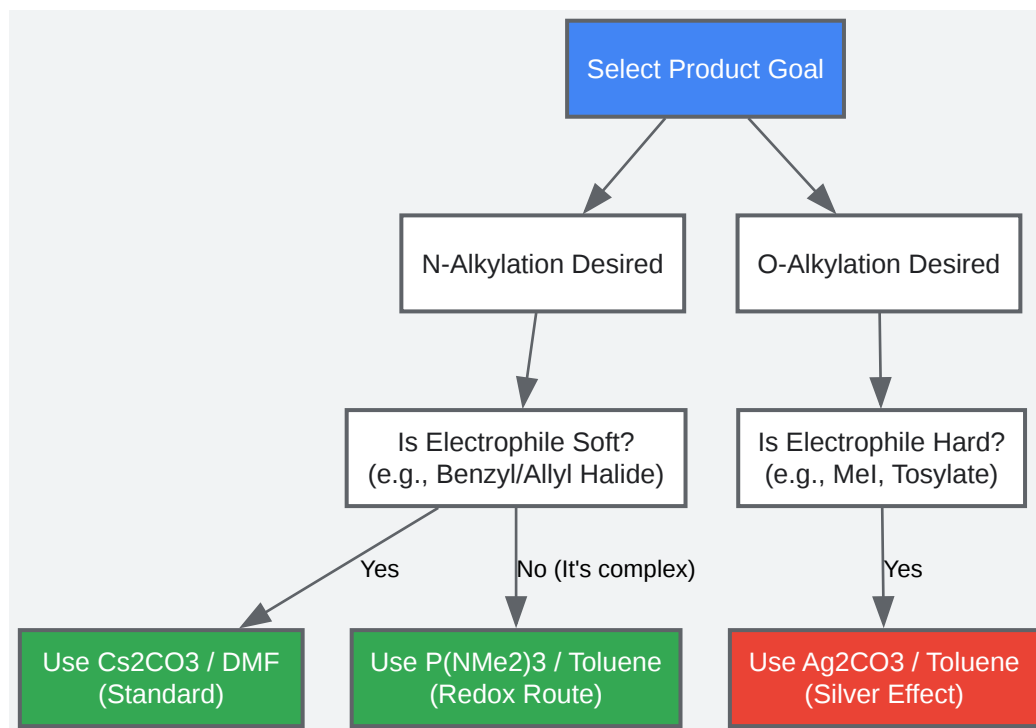 Select Product Goal
N-Alkylation Desired
O-Alkylation Desired
Is Electrophile Soft?
(e.g., Benzyl/Allyl Halide)
Is Electrophile Hard?
(e.g., MeI, Tosylate)
Yes
No (It's complex)
Yes
Use Cs2CO3 / DMF
(Standard)
Use P(NMe2)3 / Toluene
(Redox Route)
Use Ag2CO3 / Toluene
(Silver Effect)